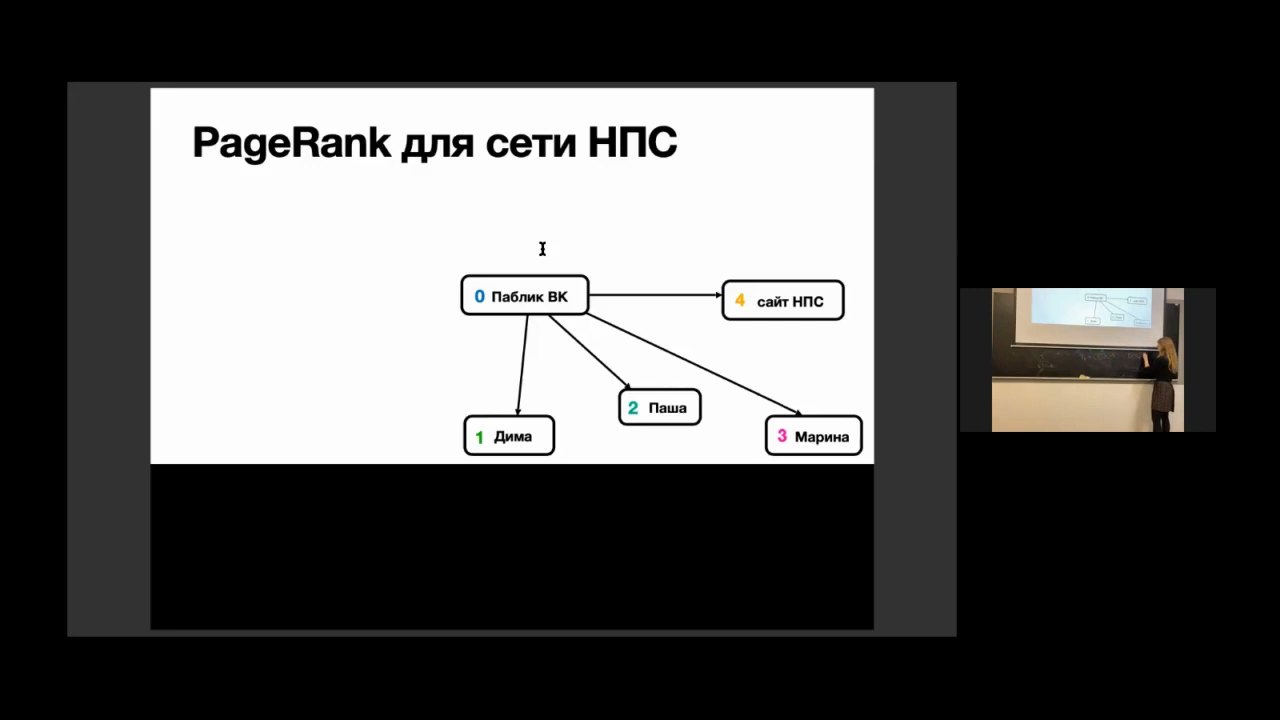 PageRank для сети НПС
0 Паблик ВК
4 сайт НПС
2 Паша
1 Дима
3 Марина